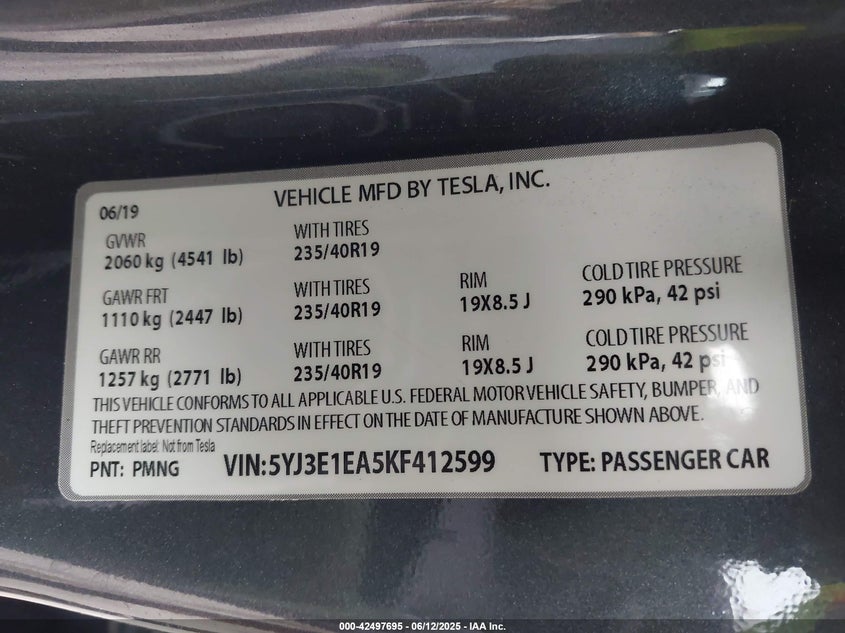 VEHICLE MFD BY TESLA, INC.
06/19
GVWR
2060 kg (4541 lb)
WITH TIRES
235/40R19
GAWR FRT
1110 kg (2447 lb)
WITH TIRES
235/40R19
RIM
19X8.5 J
COLD TIRE PRESSURE
290 kPa, 42 psi
GAWR RR
1257 kg (2771 lb)
WITH TIRES
235/40R19
RIM
19X8.5 J
COLD TIRE PRESSURE
290 kPa, 42 psi
THIS VEHICLE CONFORMS TO ALL APPLICABLE U.S. FEDERAL MOTOR VEHICLE SAFETY, BUMPER, AND
THEFT PREVENTION STANDARDS IN EFFECT ON THE DATE OF MANUFACTURE SHOWN ABOVE.
Replacement label: Not from Tesla
PNT: PMNG
VIN:5YJ3E1EA5KF412599
TYPE: PASSENGER CAR
000-42497695 - 06/12/2025 - IAA Inc.